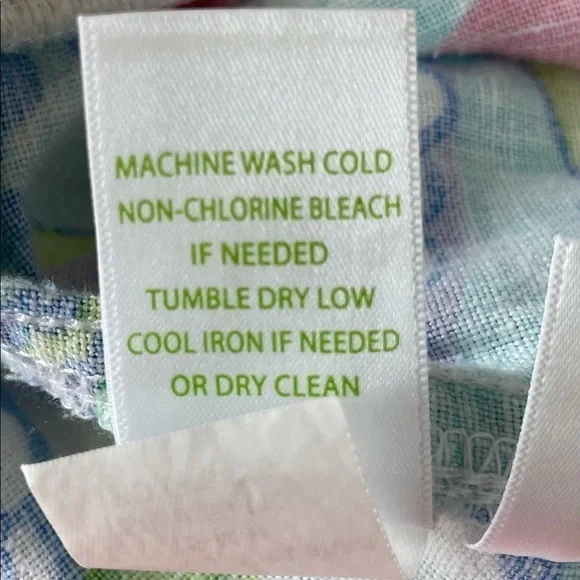 MACHINE WASH COLD
NON-CHLORINE BLEACH
IF NEEDED
TUMBLE DRY LOW
COOL IRON IF NEEDED
OR DRY CLEAN